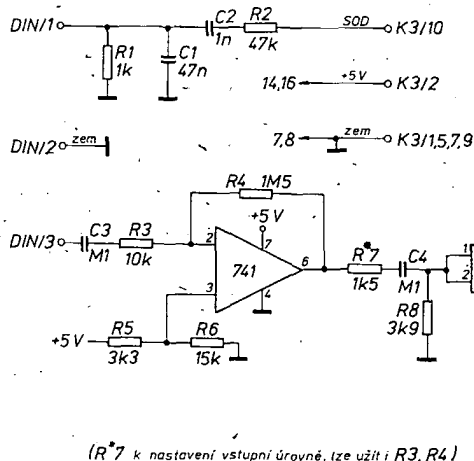 DIN/1
C2
1n
R2
47k
SOD
K3/10
R1
1k
C1
47n
14,16
+5V
K3/2
DIN/2
zem
7,8
zem
K3/1,5,7,9
R4 1M5
+5V
DIN/3
C3
M1
R3
10k
2
7
741
6
3
4
R*7
1k5
C4
M1
1
2
R8
3k9
+5V
R5
3k3
R6
15k
(R*7 k nastavení vstupní úrovně, lze užít i R3, R4)